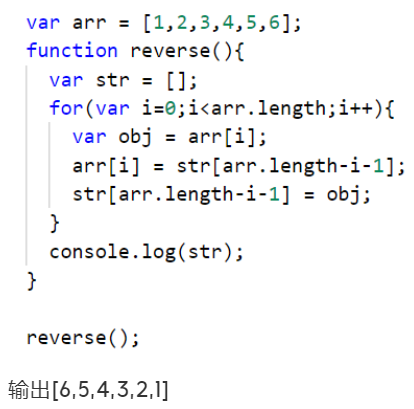 var arr = [1,2,3,4,5,6];
function reverse(){
var str = [];
for(var i=0;i<arr.length;i++){
var obj = arr[i];
arr[i] = str[arr.length-i-1];
str[arr.length-i-1] = obj;
}
console.log(str);
}
reverse();
输出[6,5,4,3,2,1]